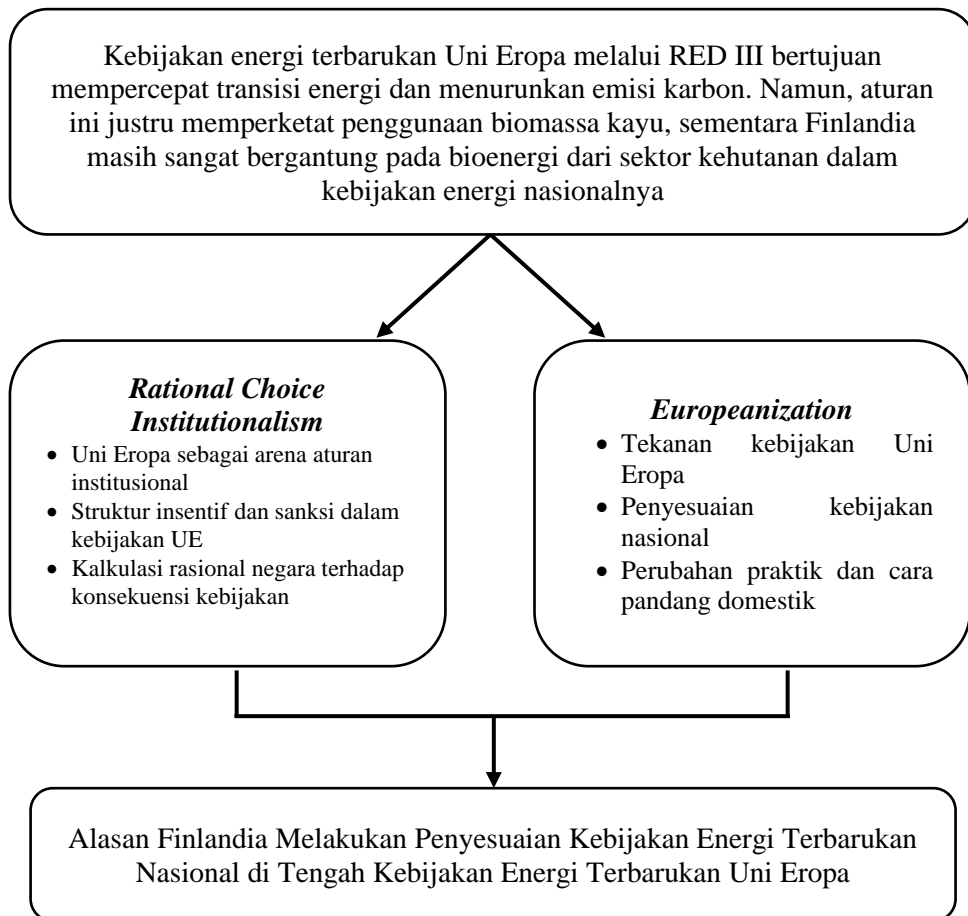 Kebijakan energi terbarukan Uni Eropa melalui RED III bertujuan
mempercepat transisi energi dan menurunkan emisi karbon. Namun, aturan
ini justru memperketat penggunaan biomassa kayu, sementara Finlandia
masih sangat bergantung pada bioenergi dari sektor kehutanan dalam
kebijakan energi nasionalnya
Rational Choice
Institutionalism
• Uni Eropa sebagai arena aturan
institusional
• Struktur insentif dan sanksi dalam
kebijakan UE
• Kalkulasi rasional negara terhadap
konsekuensi kebijakan
Europeanization
• Tekanan kebijakan Uni
Eropa
• Penyesuaian kebijakan
nasional
• Perubahan praktik dan cara
pandang domestik
Alasan Finlandia Melakukan Penyesuaian Kebijakan Energi Terbarukan
Nasional di Tengah Kebijakan Energi Terbarukan Uni Eropa